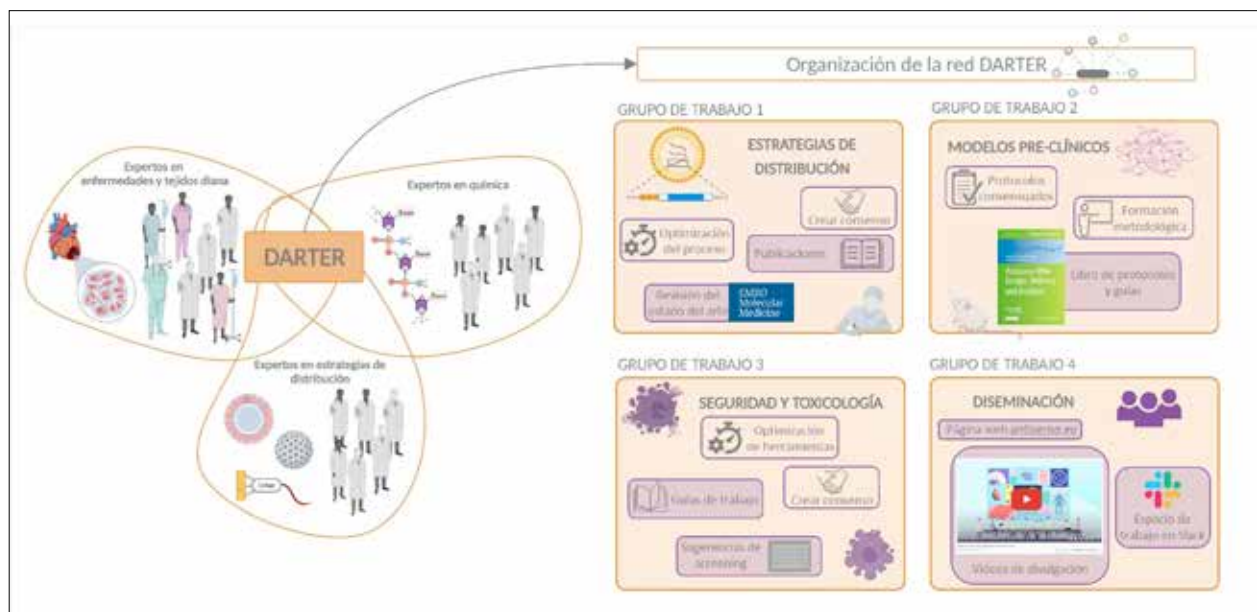 Organización de la red DARTER
Expertos en
enfermedades y tejidos diana
Expertos en química
Base
Base
Base
DARTER
Expertos en estrategias de
distribución
GRUPO DE TRABAJO 1
ESTRATEGIAS DE
DISTRIBUCIÓN
Crear consenso
Optimización
del proceso
Publicaciones
Revisión del
estado del arte
EMBO
Molecular
Medicine
GRUPO DE TRABAJO 2
MODELOS PRE-CLÍNICOS
Protocolos
consensuados
Formación
metodológica
Libro de protocolos
y guías
GRUPO DE TRABAJO 3
SEGURIDAD Y TOXICOLOGÍA
Optimización
de herramientas
Guías de trabajo
Crear consenso
Sugerencias de
screening
GRUPO DE TRABAJO 4
DISEMINACIÓN
Página web
Espacio de
trabajo en Slack
Vídeos de divulgación